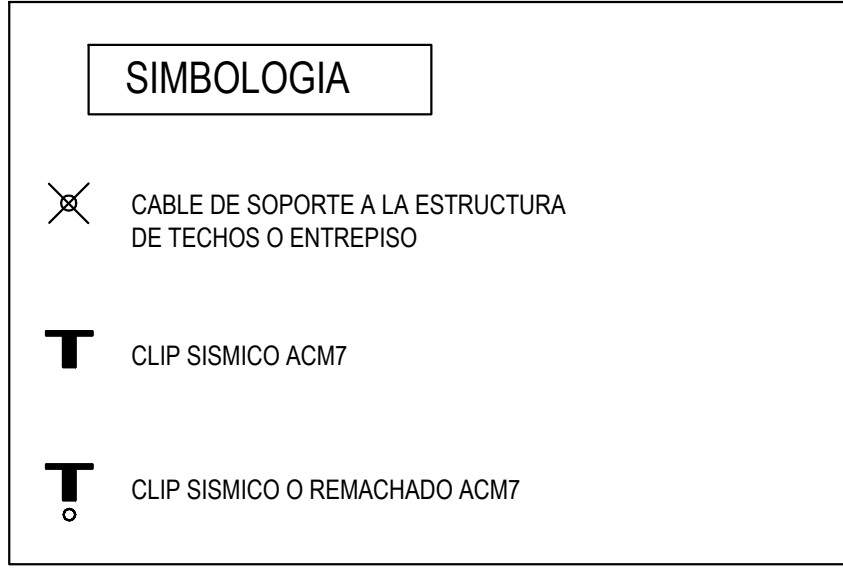 SIMBOLOGIA
CABLE DE SOPORTE A LA ESTRUCTURA
DE TECHOS O ENTREPISO
CLIP SISMICO ACM7
CLIP SISMICO O REMACHADO ACM7